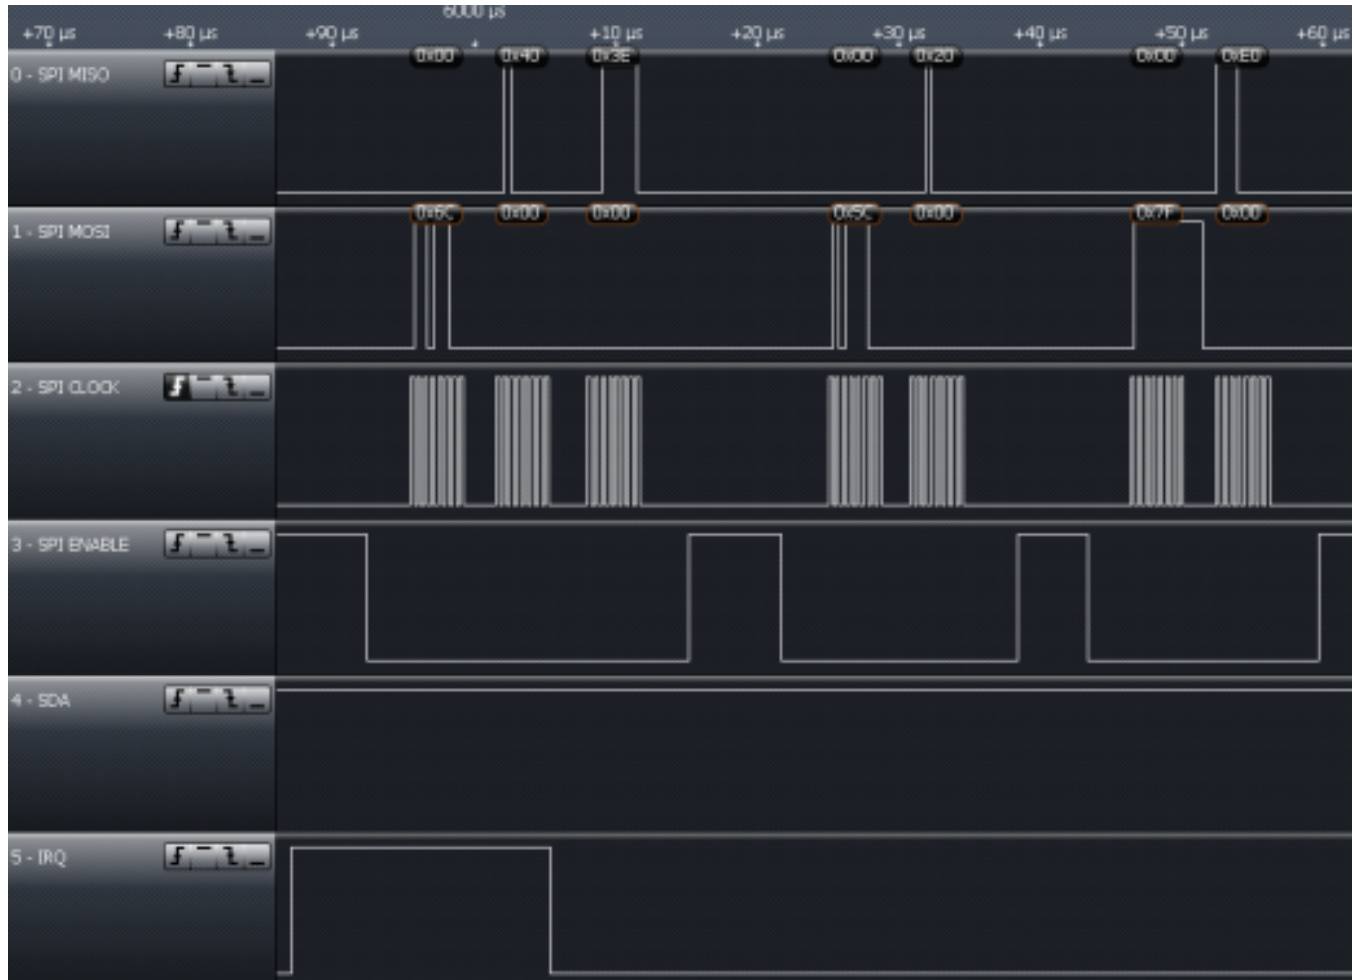 6000 µs
+70 µs +80 µs +90 µs +10 µs +20 µs +30 µs +40 µs +50 µs +60 µs
0x00 0x40 0x3E 0x00 0x20 0x00 0xE0
0 - SPI MISO
0x6C 0x00 0x00 0x5C 0x00 0x7F 0x00
1 - SPI MOSI
2 - SPI CLOCK
3 - SPI ENABLE
4 - SDA
5 - IRQ